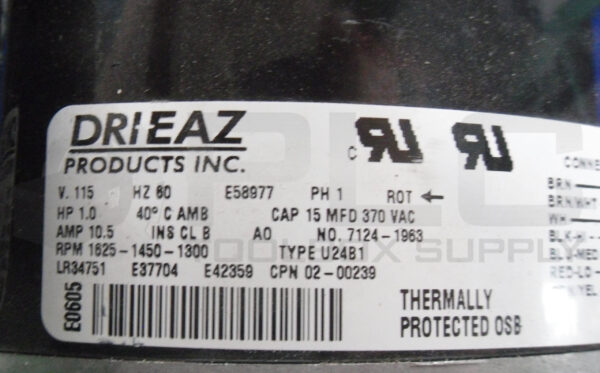 DRIEAZ
PRODUCTS INC.
V. 115 HZ 60 E58977 PH 1 ROT ←
HP 1.0 40° C AMB CAP 15 MFD 370 VAC
AMP 10.5 INS CL B AO NO. 7124-1963
RPM 1625-1450-1300 TYPE U24B1
LR34751 E37704 E42359 CPN 02-00239
E0605
THERMALLY
PROTECTED OSB
CONNE
BRN
BRN/WHT
WH
BLK-HI
BLU-MED
RED-LO
YEL